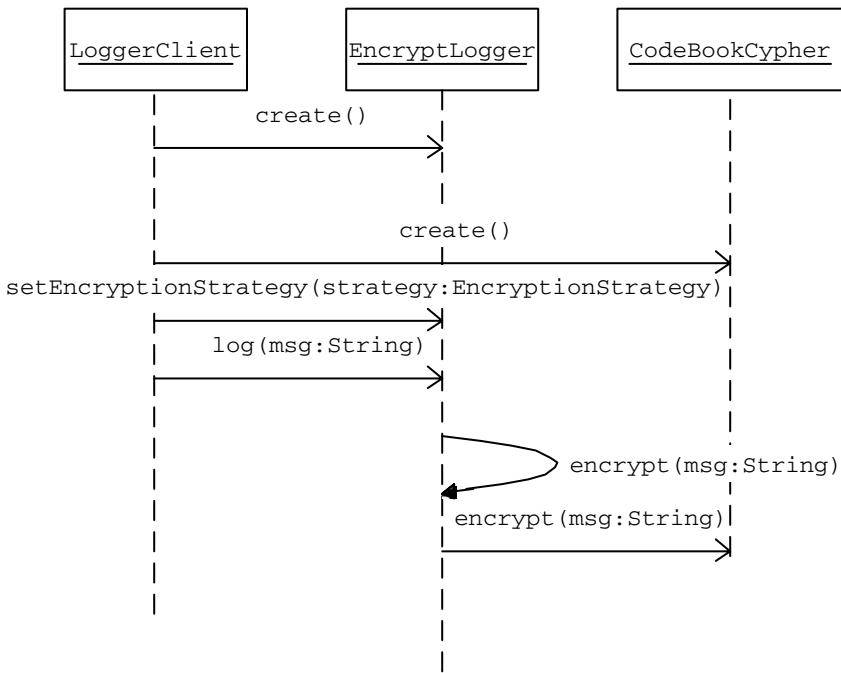 LoggerClient
EncryptLogger
CodeBookCypher
create()
create()
setEncryptionStrategy(strategy:EncryptionStrategy)
log(msg:String)
encrypt(msg:String)
encrypt(msg:String)